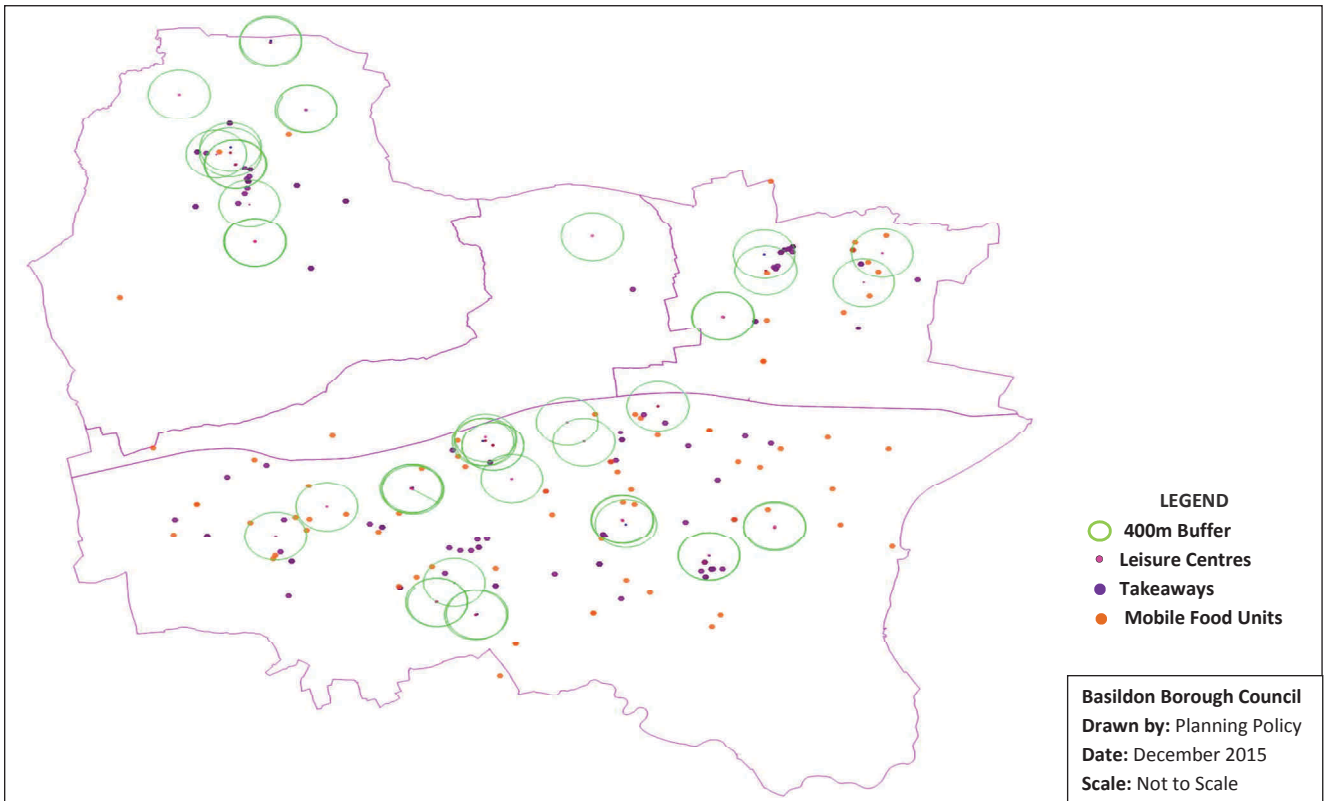 LEGEND
400m Buffer
Leisure Centres
Takeaways
Mobile Food Units
Basildon Borough Council
Drawn by: Planning Policy
Date: December 2015
Scale: Not to Scale